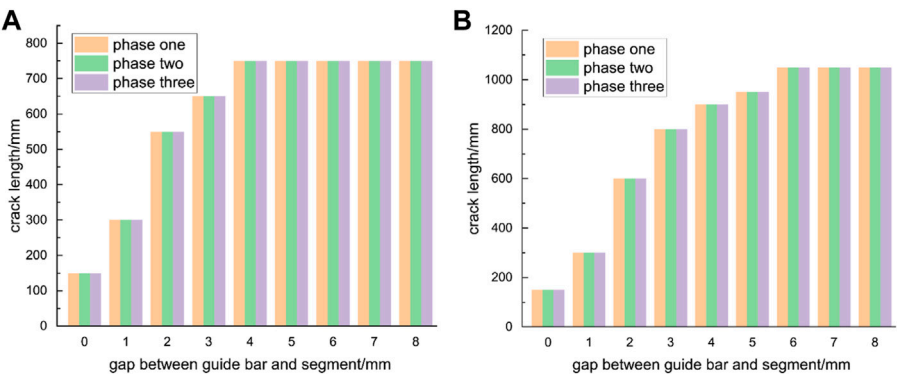 A
800
700
600
500
400
300
200
100
0
crack length/mm
phase one
phase two
phase three
0 1 2 3 4 5 6 7 8
gap between guide bar and segment/mm
B
1200
1000
800
600
400
200
0
crack length/mm
phase one
phase two
phase three
0 1 2 3 4 5 6 7 8
gap between guide bar and segment/mm